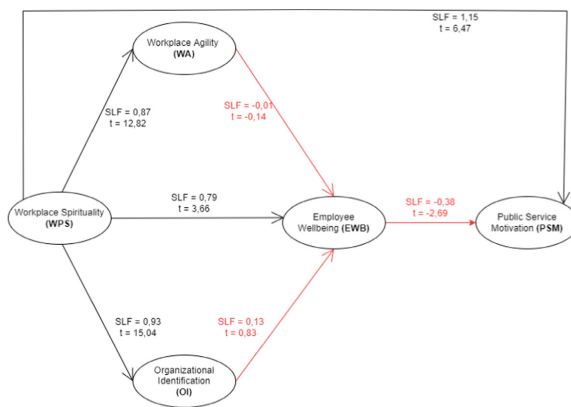 SLF = 1,15
t = 6,47
Workplace Agility
(WA)
SLF = -0,01
t = -0,14
SLF = 0,87
t = 12,82
Workplace Spirituality
(WPS)
SLF = 0,79
t = 3,66
Employee
Wellbeing (EWB)
SLF = -0,38
t = -2,69
Public Service
Motivation (PSM)
SLF = 0,93
t = 15,04
SLF = 0,13
t = 0,83
Organizational
Identification
(OI)